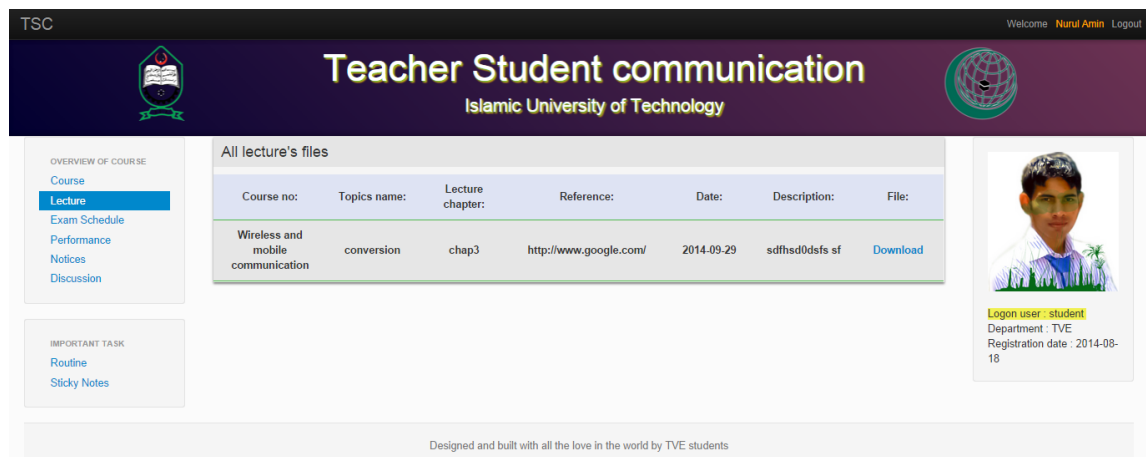 TSC
Welcome Nurul Amin Logout
Teacher Student communication
Islamic University of Technology
OVERVIEW OF COURSE
Course
Lecture
Exam Schedule
Performance
Notices
Discussion
IMPORTANT TASK
Routine
Sticky Notes
All lecture's files
Course no: Topics name: Lecture chapter: Reference: Date: Description: File:
Wireless and mobile communication conversion chap3 http://www.google.com/ 2014-09-29 sdfhsd0dsfs sf Download
Logon user : student
Department : TVE
Registration date : 2014-08-
18
Designed and built with all the love in the world by TVE students